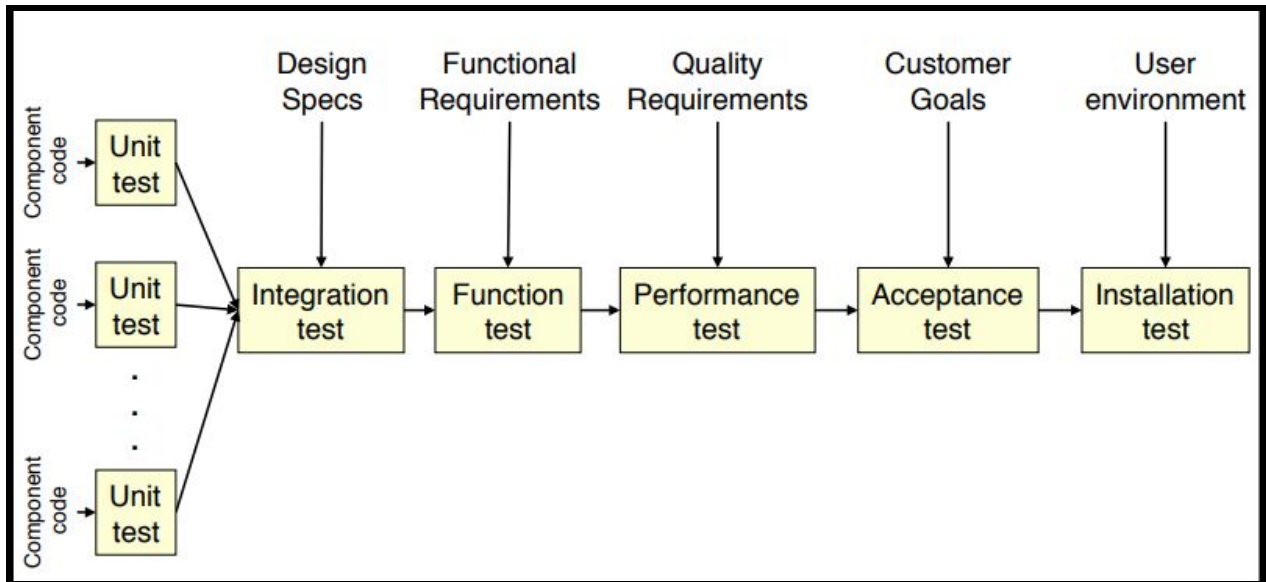 Design
Specs
Functional
Requirements
Quality
Requirements
Customer
Goals
User
environment
Component
code
Unit
test
Component
code
Unit
test
Integration
test
Function
test
Performance
test
Acceptance
test
Installation
test
Component
code
Unit
test